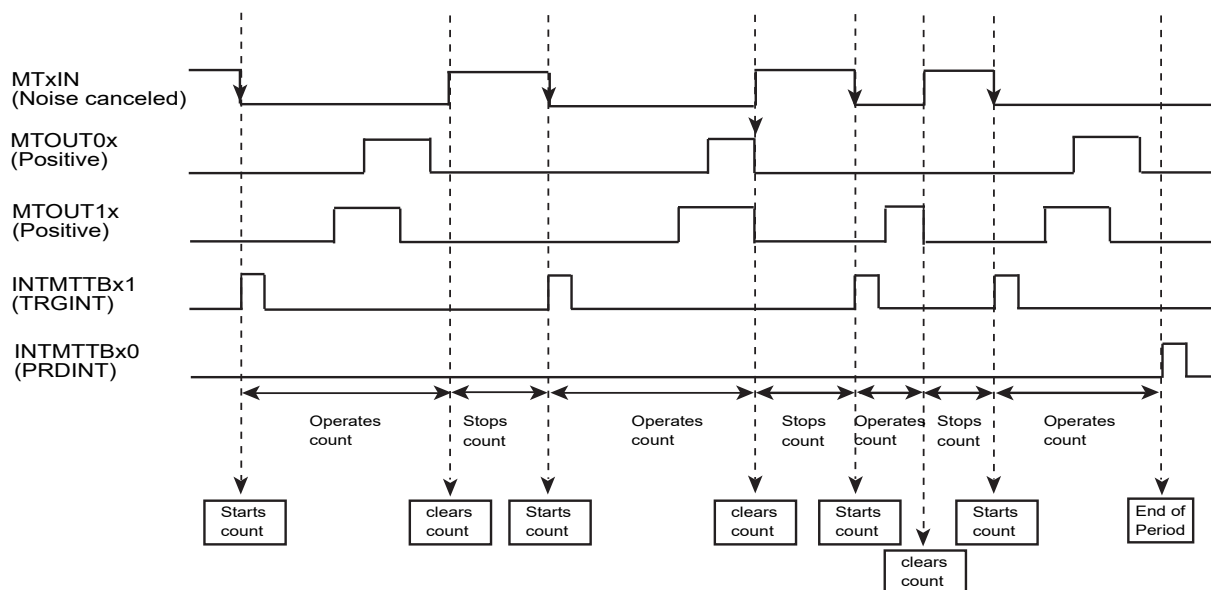 MTxIN
(Noise canceled)
MTOUT0x
(Positive)
MTOUT1x
(Positive)
INTMTTBx1
(TRGINT)
INTMTTBx0
(PRDINT)
Operates
count
Stops
count
Operates
count
Stops
count
Operates
count
Stops
count
Operates
count
Starts
count
clears
count
Starts
count
clears
count
Starts
count
clears
count
Starts
count
End of
Period